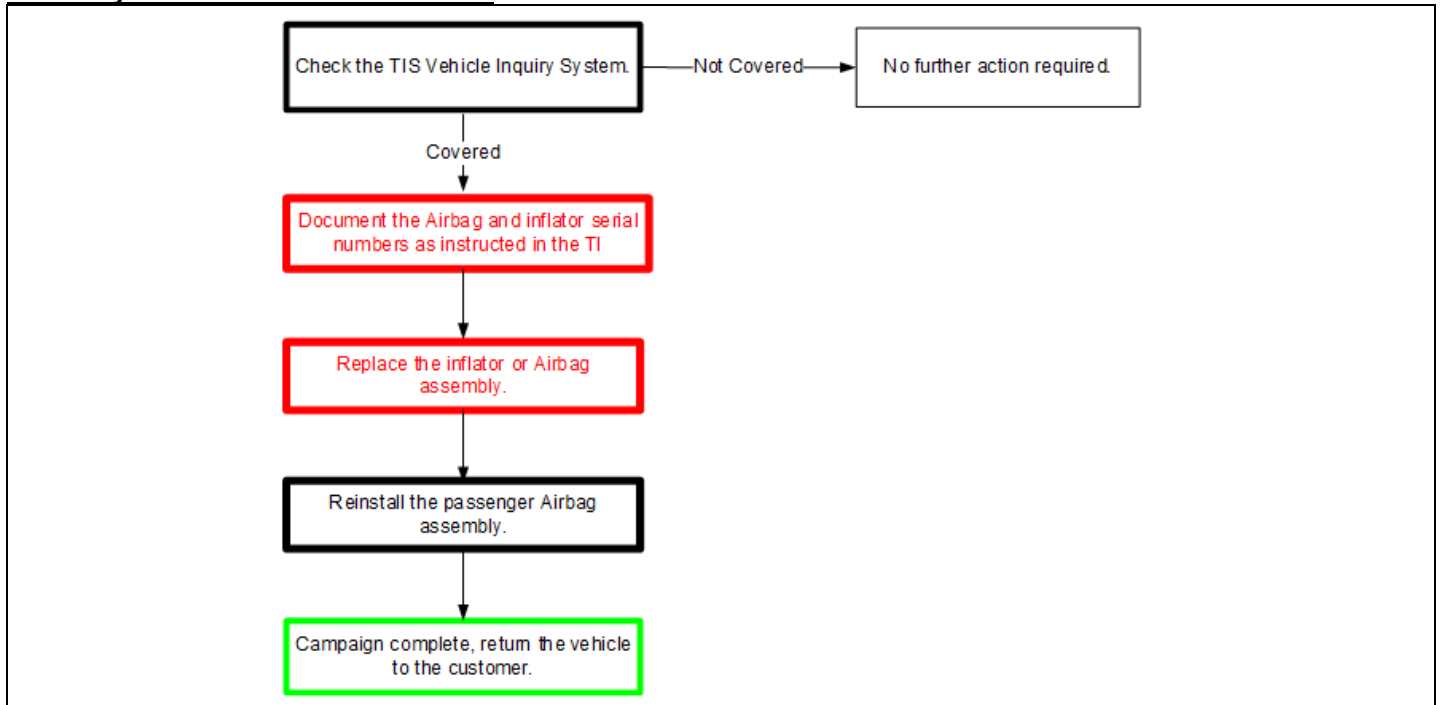 Check the TIS Vehicle Inquiry System.
Not Covered
No further action required.
Covered
Document the Airbag and inflator serial
numbers as instructed in the TI
Replace the inflator or Airbag
assembly.
Reinstall the passenger Airbag
assembly.
Campaign complete, return the vehicle
to the customer.